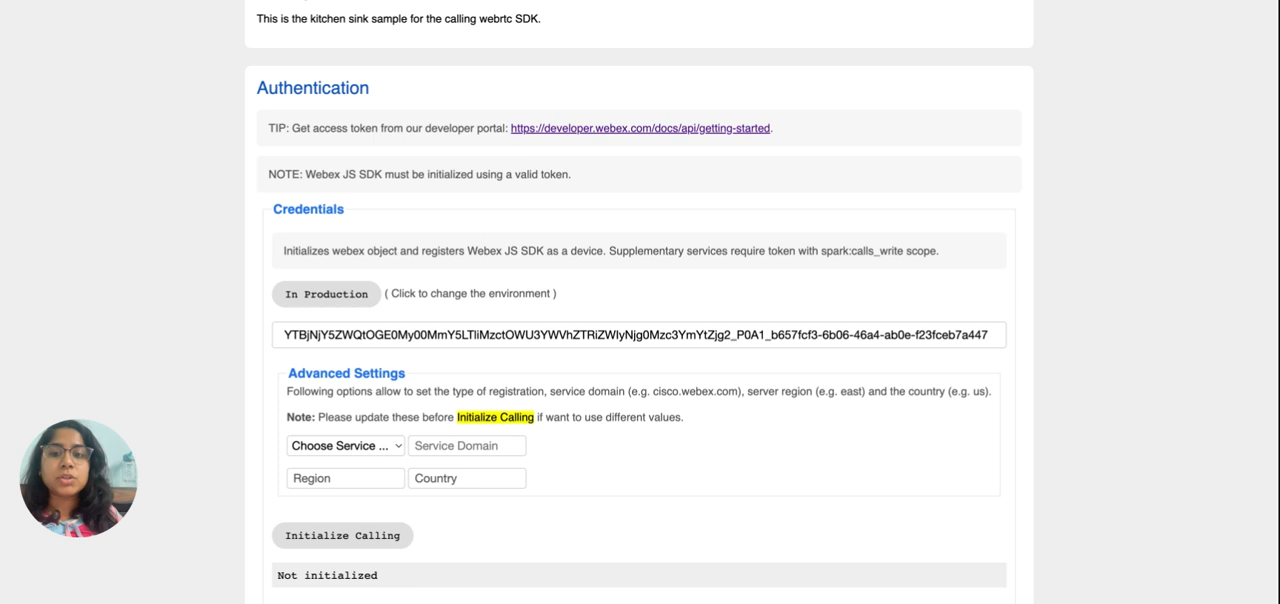 This is the kitchen sink sample for the calling webrtc SDK.
Authentication
TIP: Get access token from our developer portal: https://developer.webex.com/docs/api/getting-started.
NOTE: Webex JS SDK must be initialized using a valid token.
Credentials
Initializes webex object and registers Webex JS SDK as a device. Supplementary services require token with spark:calls_write scope.
In Production ( Click to change the environment )
YTBjNjY5ZWQtOGE0My00MmY5LTliMzctOWU3YWVhZTRiZWIyNjg0Mzc3YmYtZjg2_P0A1_b657fcf3-6b06-46a4-ab0e-f23fceb7a447
Advanced Settings
Following options allow to set the type of registration, service domain (e.g. cisco.webex.com), server region (e.g. east) and the country (e.g. us).
Note: Please update these before Initialize Calling if want to use different values.
Choose Service ... Service Domain
Region Country
Initialize Calling
Not initialized